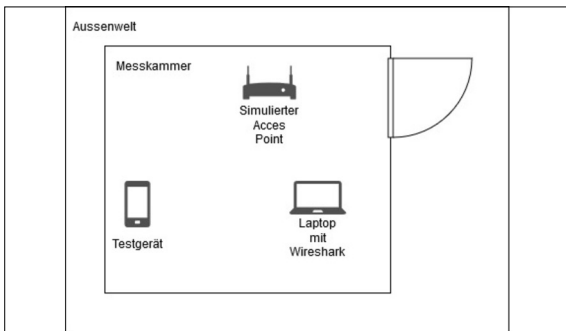 Aussenwelt
Messkammer
Simulierter
Acces
Point
Testgerät
Laptop
mit
Wireshark